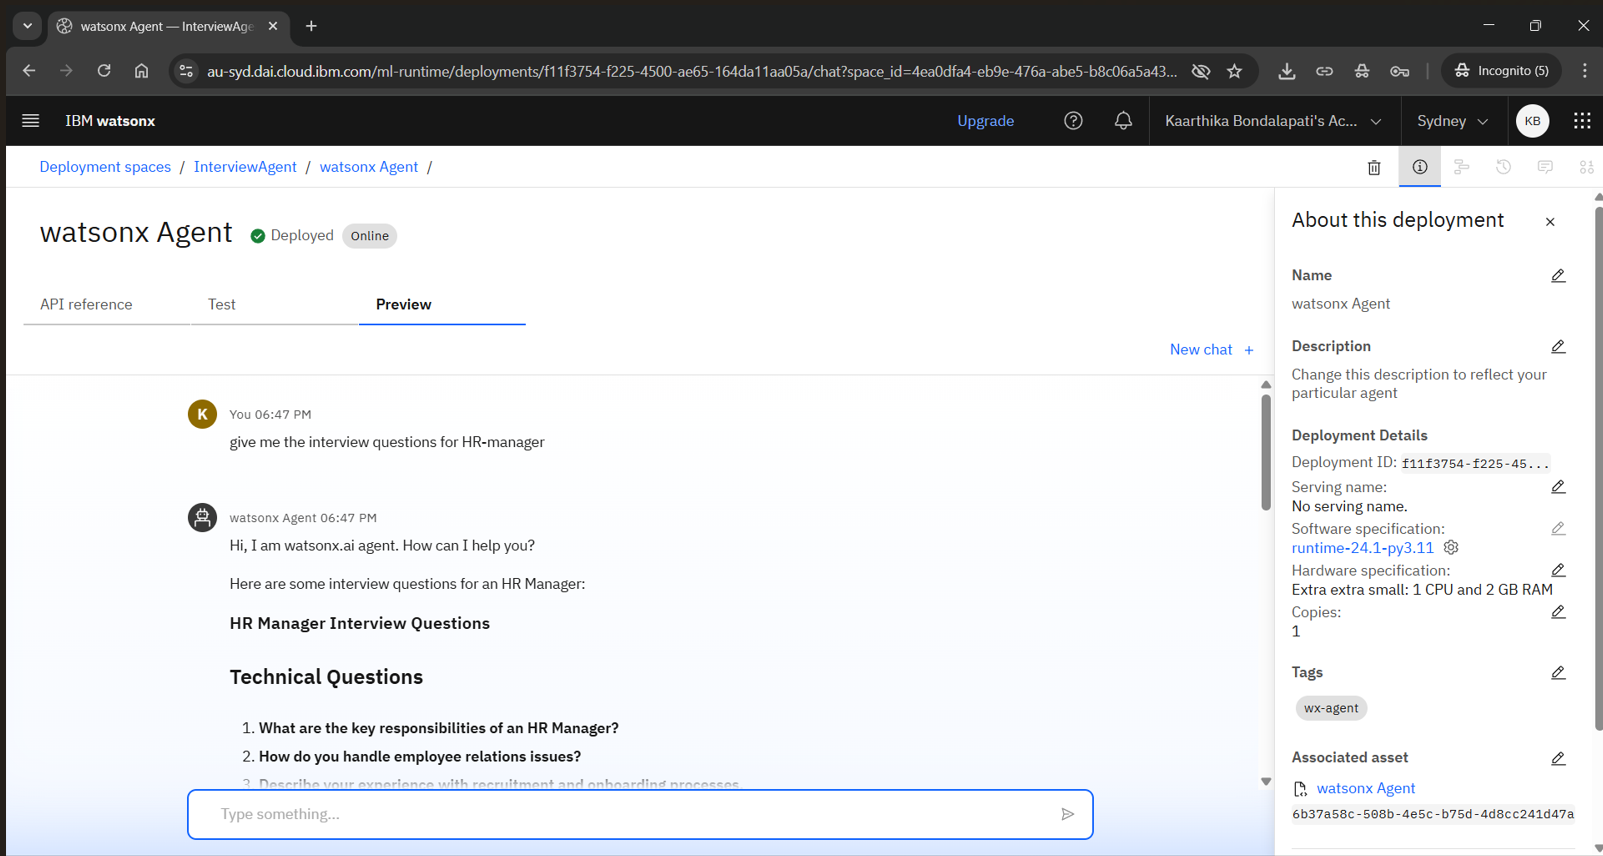 watsonx Agent — InterviewAge
au-syd.dai.cloud.ibm.com/ml-runtime/deployments/f11f3754-f225-4500-ae65-164da11aa05a/chat?space_id=4ea0dfa4-eb9e-476a-abe5-b8c06a5a43...
Incognito (5)
IBM watsonx
Upgrade
Kaarthika Bondalapati's Ac...
Sydney
KB
Deployment spaces / InterviewAgent / watsonx Agent /
watsonx Agent
Deployed
Online
API reference
Test
Preview
New chat +
K
You 06:47 PM
give me the interview questions for HR-manager
watsonx Agent 06:47 PM
Hi, I am watsonx.ai agent. How can I help you?
Here are some interview questions for an HR Manager:
HR Manager Interview Questions
Technical Questions
1. What are the key responsibilities of an HR Manager?
2. How do you handle employee relations issues?
3. Describe your experience with recruitment and onboarding processes.
Type something...
About this deployment
Name
watsonx Agent
Description
Change this description to reflect your
particular agent
Deployment Details
Deployment ID: f11f3754-f225-45...
Serving name:
No serving name.
Software specification:
runtime-24.1-py3.11
Hardware specification:
Extra extra small: 1 CPU and 2 GB RAM
Copies:
1
Tags
wx-agent
Associated asset
watsonx Agent
6b37a58c-508b-4e5c-b75d-4d8cc241d47a